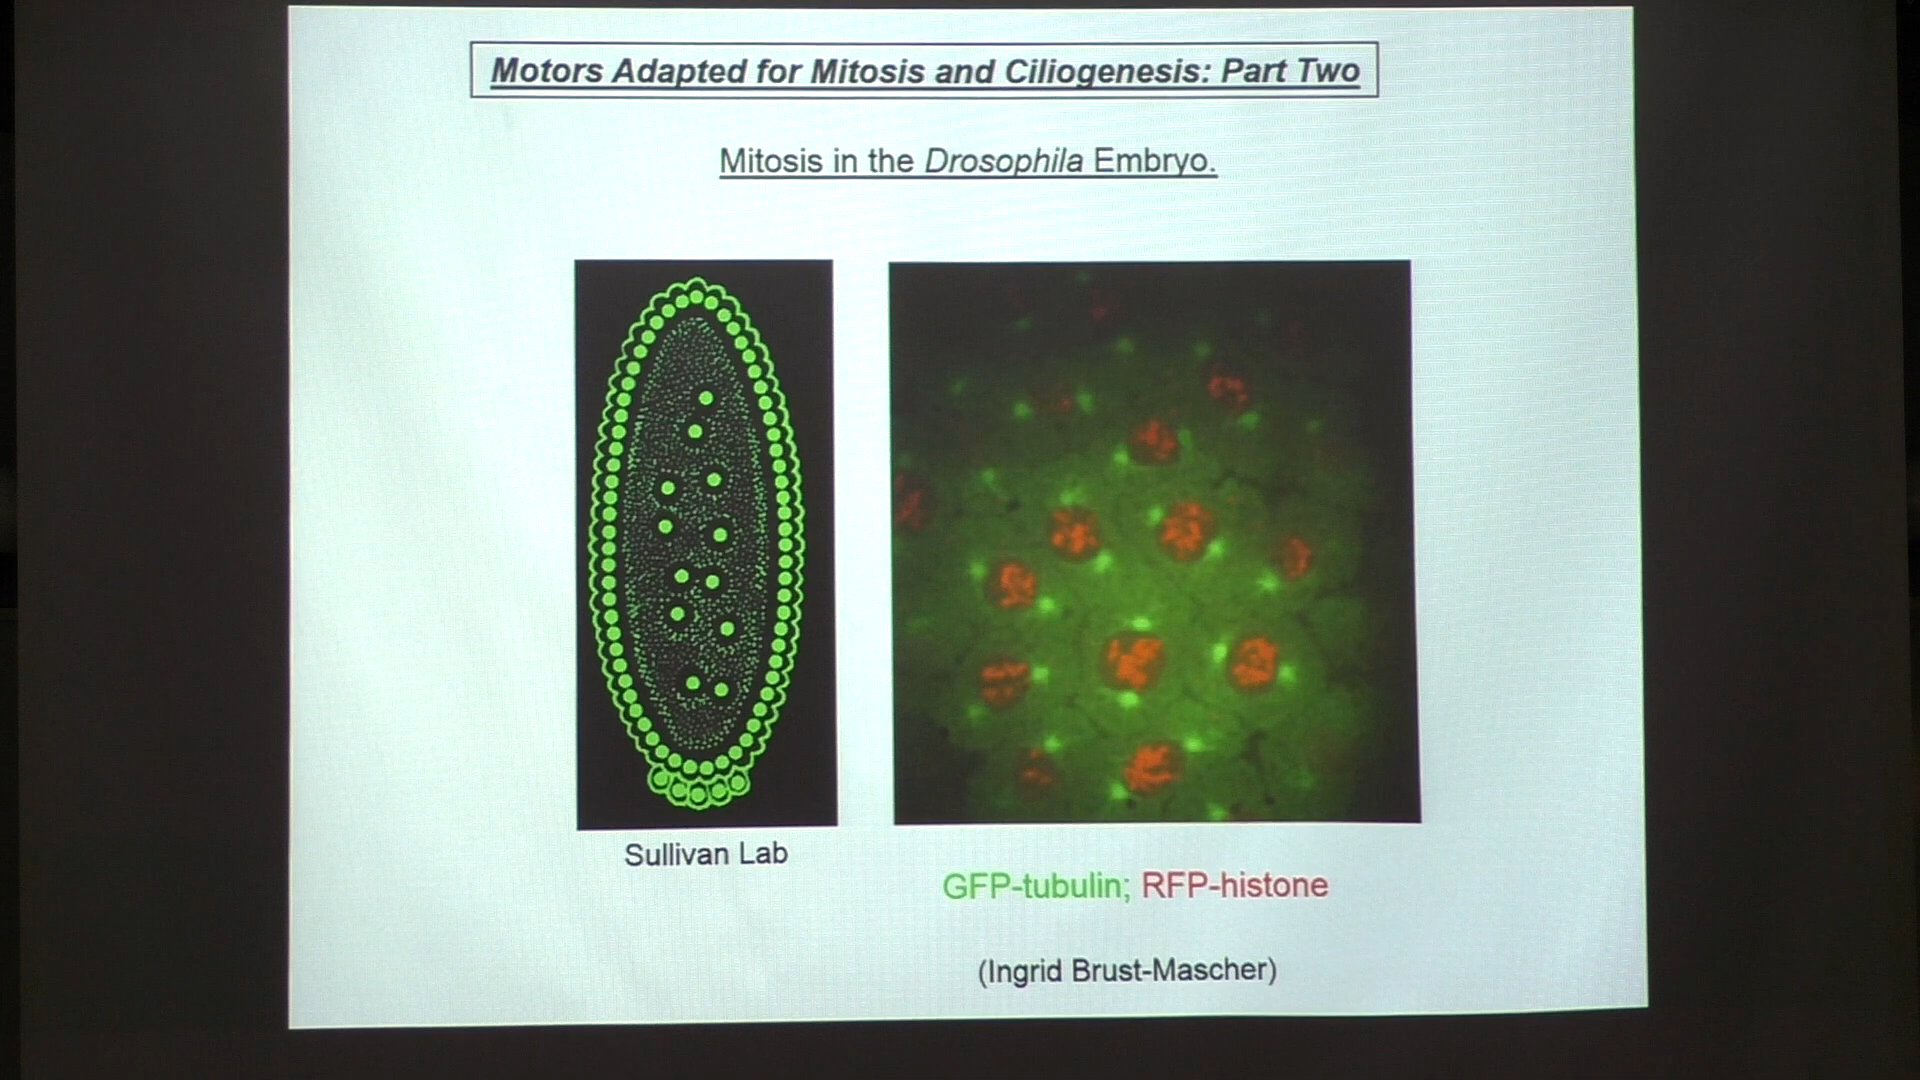 Motors Adapted for Mitosis and Ciliogenesis: Part Two
Mitosis in the Drosophila Embryo.
Sullivan Lab
GFP-tubulin; RFP-histone
(Ingrid Brust-Mascher)